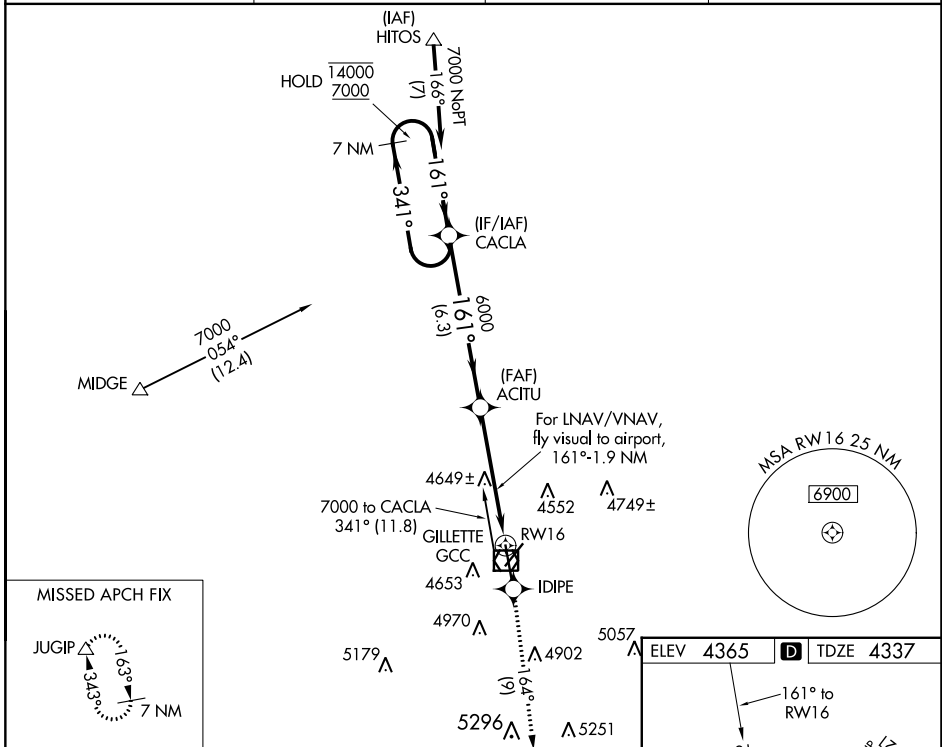 (IAF)
HITOS
HOLD 14000
7000
7000 NoPT
166°
(7)
7 NM
161°
341°
(IF/IAF)
CACLA
6000
161°
(6.3)
7000
054°
(12.4)
MIDGE
(FAF)
ACITU
For LNAV/VNAV,
fly visual to airport,
161°-1.9 NM
MSA RW16 25 NM
6900
4649±
4552
4749±
7000 to CACLA
341° (11.8)
GILLETTE
GCC
RW16
4653
IDIPE
4970
5179
4902
5057
164°
(9)
5296
5251
MISSED APCH FIX
JUGIP
163°
343°
7 NM
ELEV 4365 D TDZE 4337
161° to
RW16